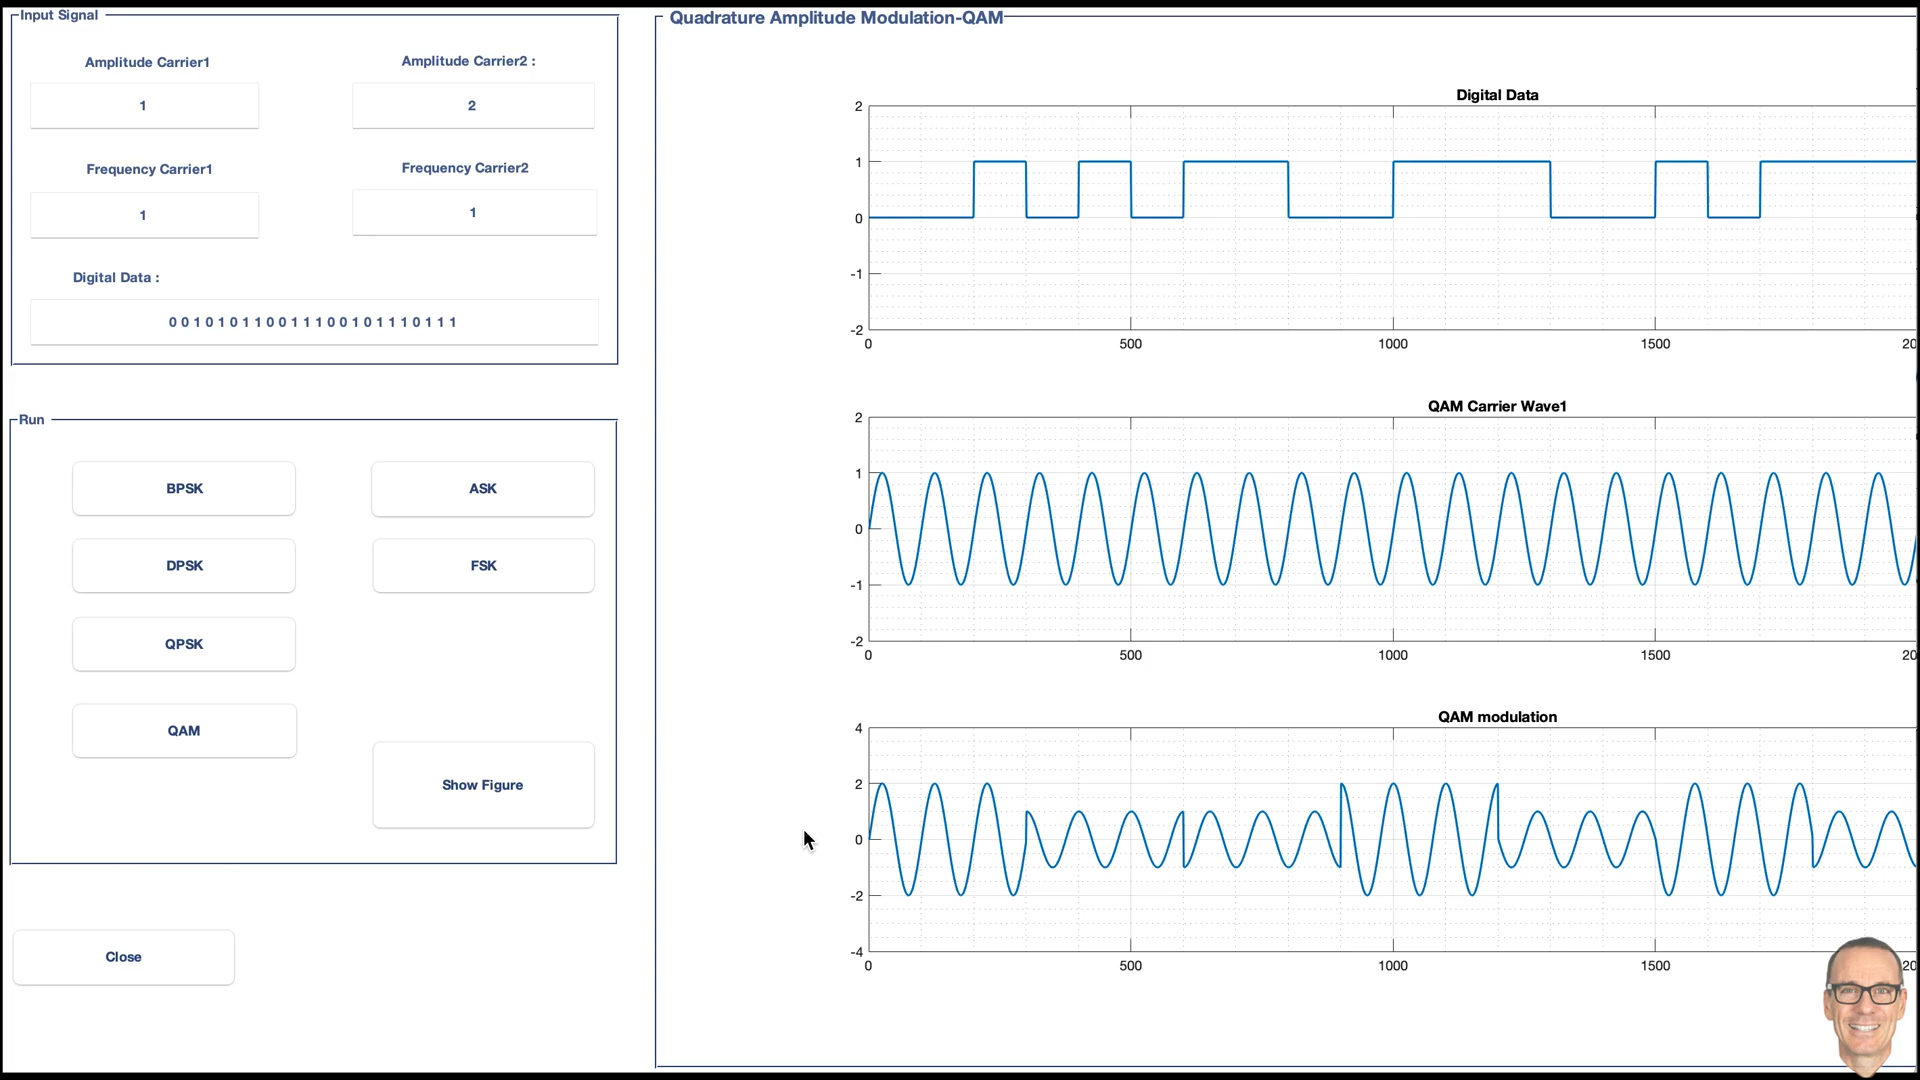 Input Signal
Amplitude Carrier1
Amplitude Carrier2 :
1
2
Frequency Carrier1
Frequency Carrier2
1
1
Digital Data :
0 0 1 0 1 0 1 1 0 0 1 1 1 0 0 1 0 1 1 1 0 1 1 1
Run
BPSK
ASK
DPSK
FSK
QPSK
QAM
Show Figure
Close
Quadrature Amplitude Modulation-QAM
Digital Data
2
1
0
-1
-2
0 500 1000 1500 20
QAM Carrier Wave1
2
1
0
-1
-2
0 500 1000 1500 20
QAM modulation
4
2
0
-2
-4
0 500 1000 1500 20